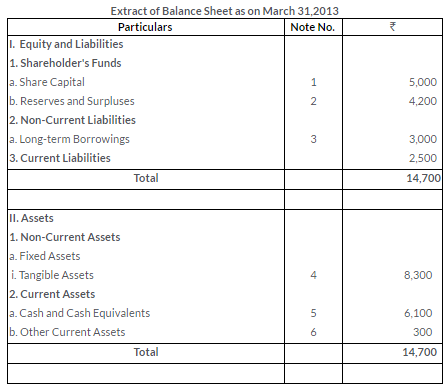 Extract of Balance Sheet as on March 31,2013
Particulars Note No. ₹
I. Equity and Liabilities
1. Shareholder's Funds
a. Share Capital 1 5,000
b. Reserves and Surpluses 2 4,200
2. Non-Current Liabilities
a. Long-term Borrowings 3 3,000
3. Current Liabilities 2,500
Total 14,700
II. Assets
1. Non-Current Assets
a. Fixed Assets
i. Tangible Assets 4 8,300
2. Current Assets
a. Cash and Cash Equivalents 5 6,100
b. Other Current Assets 6 300
Total 14,700